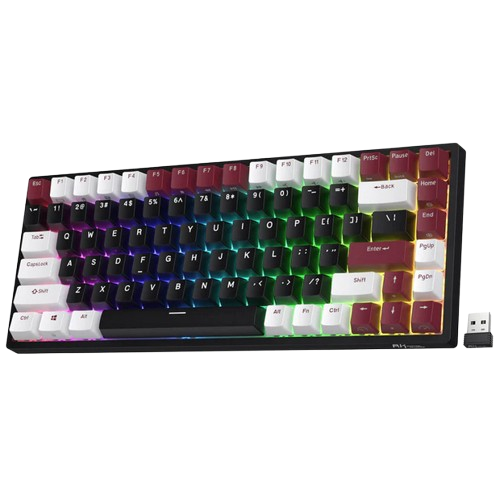 Esc F1 F2 F3 F4 F5 F6 F7 F8 F9 F10 F11 F12 PrtSc Pause Del
2@ 3# 4$ 5% 6^ 7& 8* 9( 0) -_ =+ ←Back Home
Tab Q W E R T Y U I O P [{ ]} \| End
CapsLock A S D F G H J K L ;: '" Enter↵ PgUp
⇧Shift Z X C V B N M ,< .> /? Shift ↑ PgDn
Ctrl Alt Alt Fn Ctrl ← ↓ →
RK